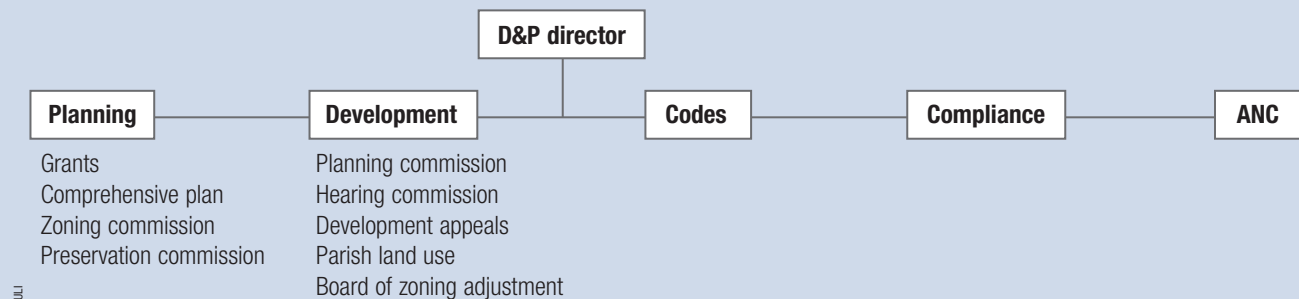 D&P director
Planning
Development
Codes
Compliance
ANC
Grants
Comprehensive plan
Zoning commission
Preservation commission
Planning commission
Hearing commission
Development appeals
Parish land use
Board of zoning adjustment
ULI